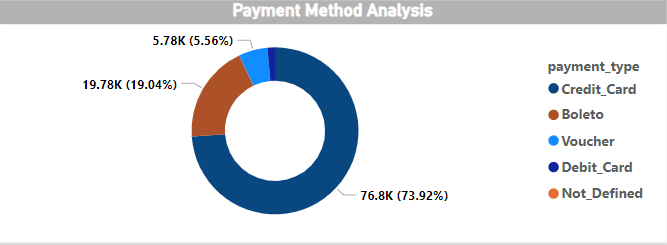 Payment Method Analysis
5.78K (5.56%)
19.78K (19.04%)
76.8K (73.92%)
payment_type
Credit_Card
Boleto
Voucher
Debit_Card
Not_Defined